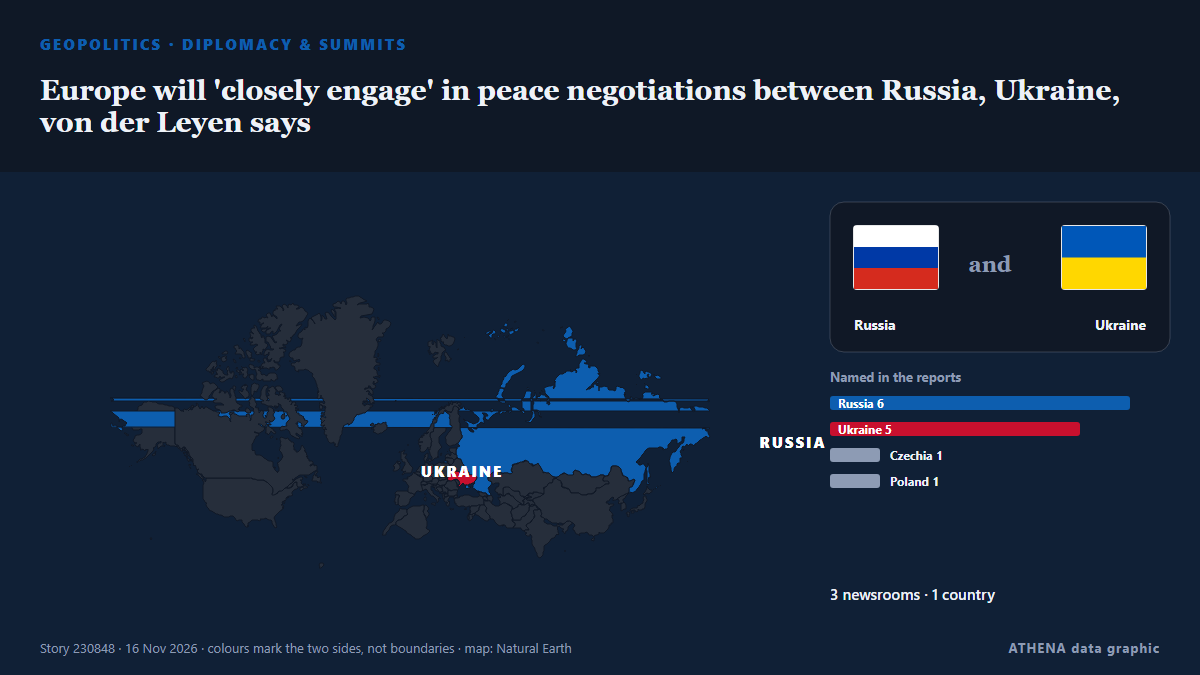 GEOPOLITICS · DIPLOMACY & SUMMITS
Europe will 'closely engage' in peace negotiations between Russia, Ukraine,
von der Leyen says
and
Russia
Ukraine
Named in the reports
Russia 6
Ukraine 5
Czechia 1
Poland 1
RUSSIA
UKRAINE
3 newsrooms · 1 country
Story 230848 · 16 Nov 2026 · colours mark the two sides, not boundaries · map: Natural Earth
ATHENA data graphic